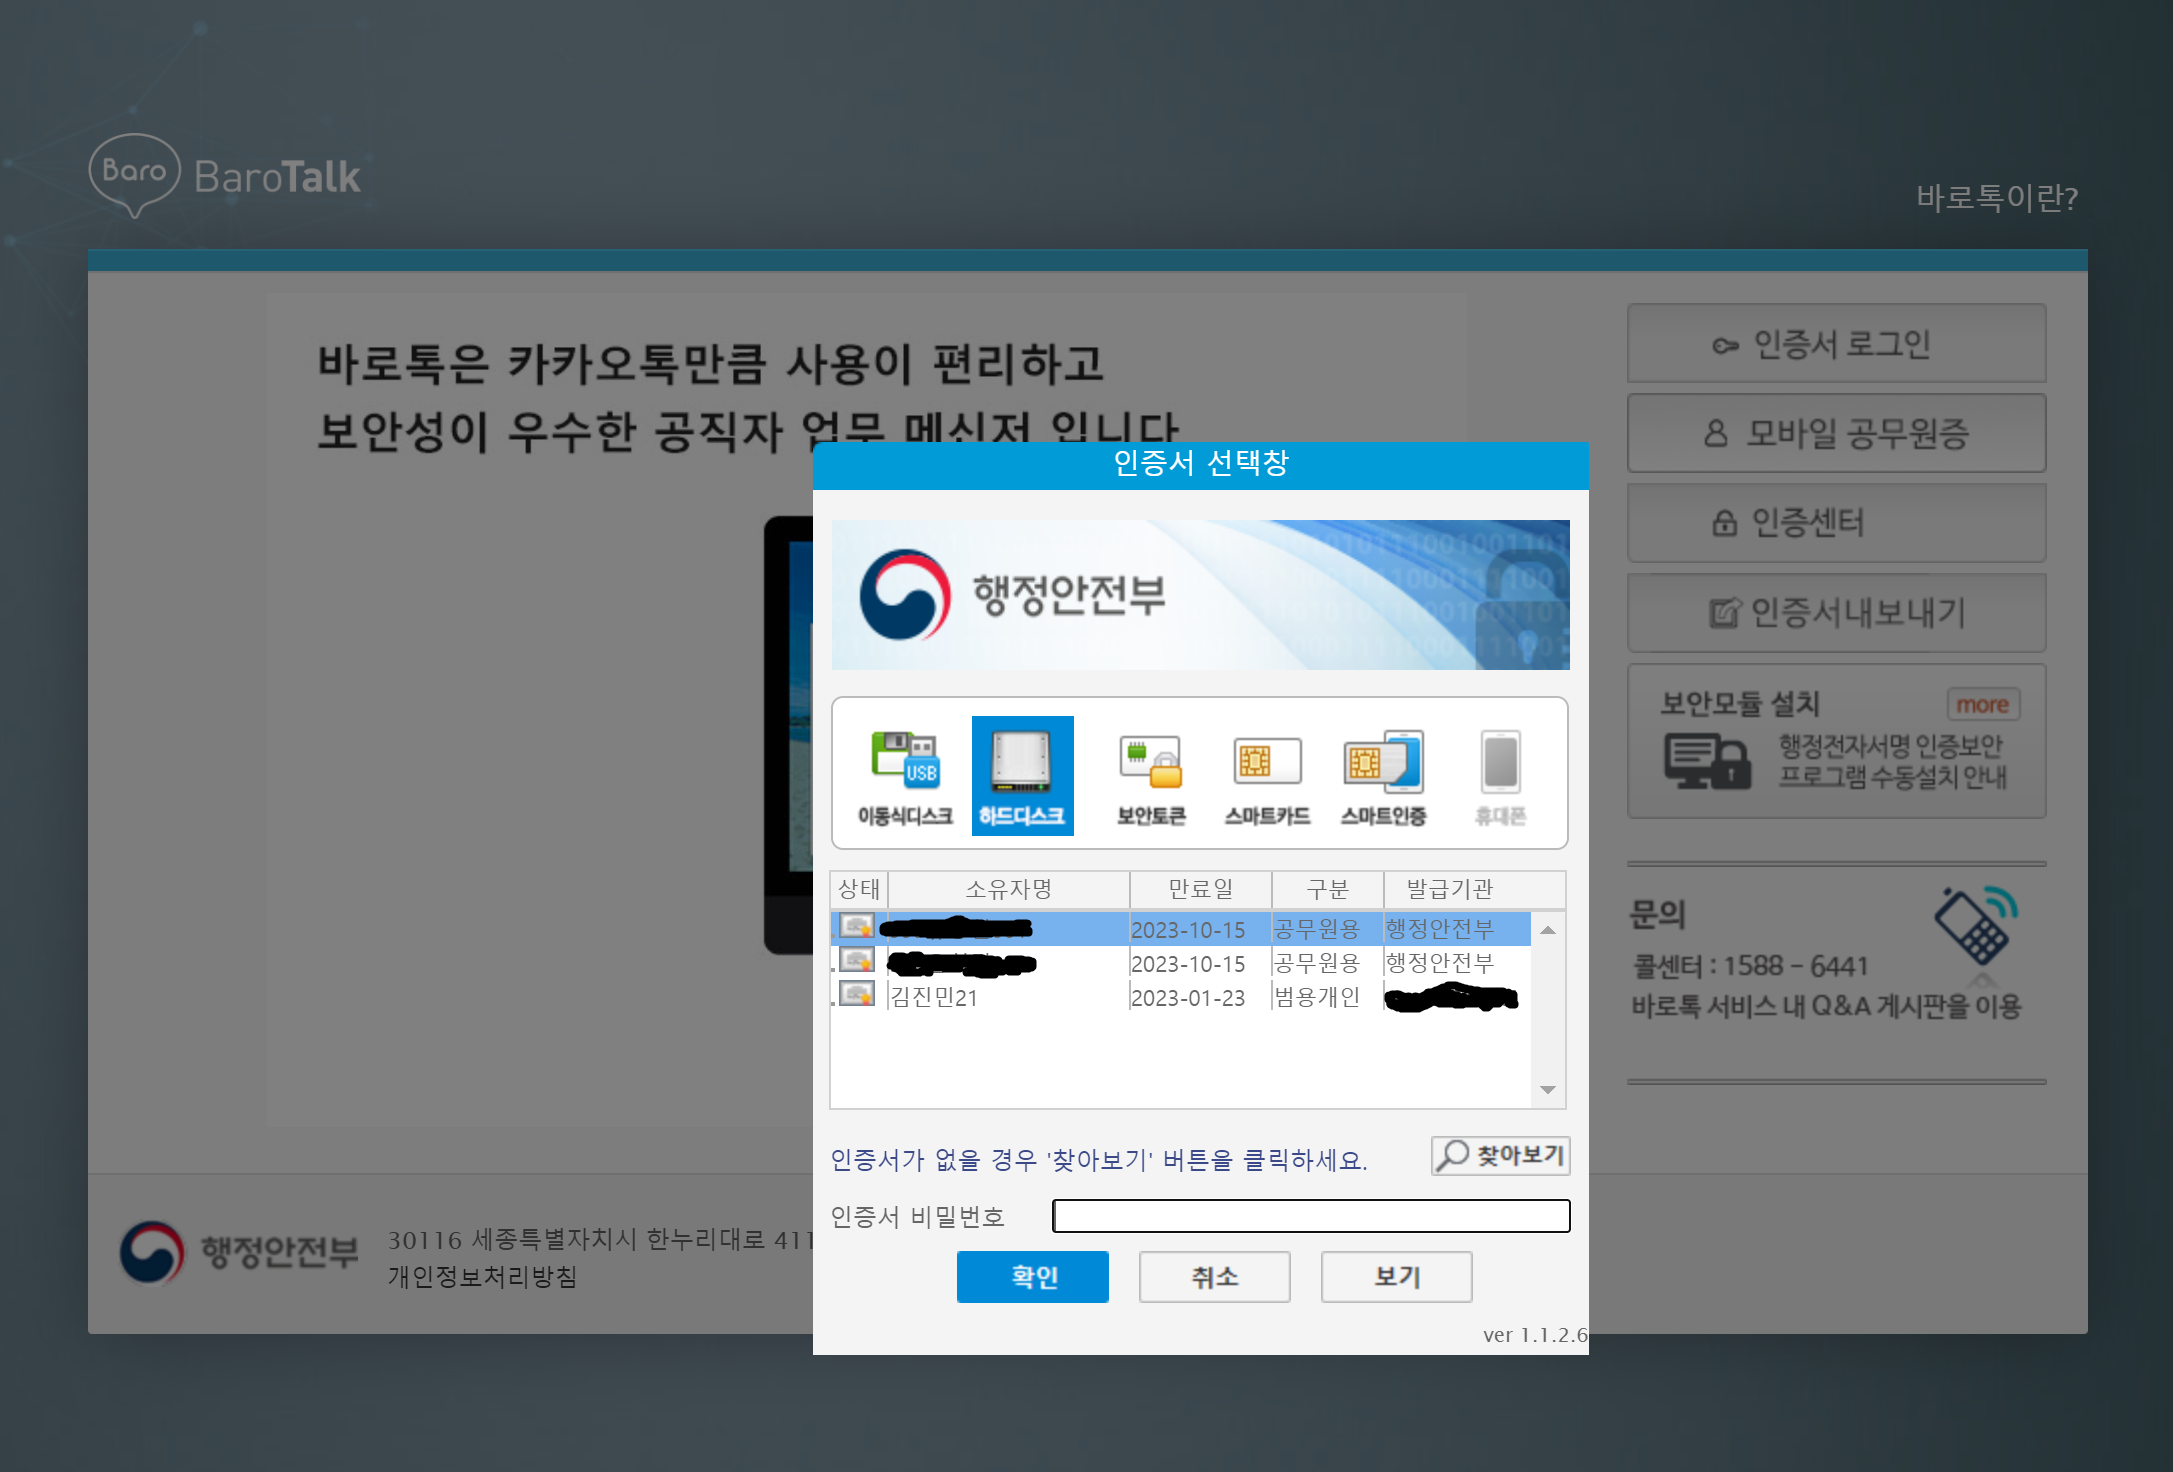 Baro BaroTalk
바로톡이란?
바로톡은 카카오톡만큼 사용이 편리하고
보안성이 우수한 공직자 업무 메신저 입니다
인증서 로그인
모바일 공무원증
인증센터
인증서내보내기
보안모듈 설치 more
행정전자서명 인증보안
프로그램 수동설치 안내
문의
콜센터 : 1588 - 6441
바로톡 서비스 내 Q&A 게시판을 이용
인증서 선택창
행정안전부
USB
이동식디스크 하드디스크 보안토큰 스마트카드 스마트인증 휴대폰
상태 소유자명 만료일 구분 발급기관
2023-10-15 공무원용 행정안전부
2023-10-15 공무원용 행정안전부
김진민21 2023-01-23 범용개인
인증서가 없을 경우 '찾아보기' 버튼을 클릭하세요. 찾아보기
인증서 비밀번호
확인 취소 보기
ver 1.1.2.6
행정안전부
30116 세종특별자치시 한누리대로 411
개인정보처리방침